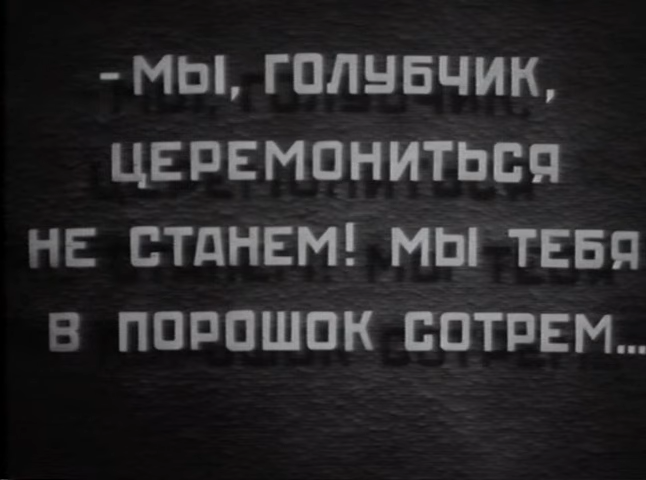 - МЫ, ГОЛУБЧИК,
ЦЕРЕМОНИТЬСЯ
НЕ СТАНЕМ! МЫ ТЕБЯ
В ПОРОШОК СОТРЕМ...